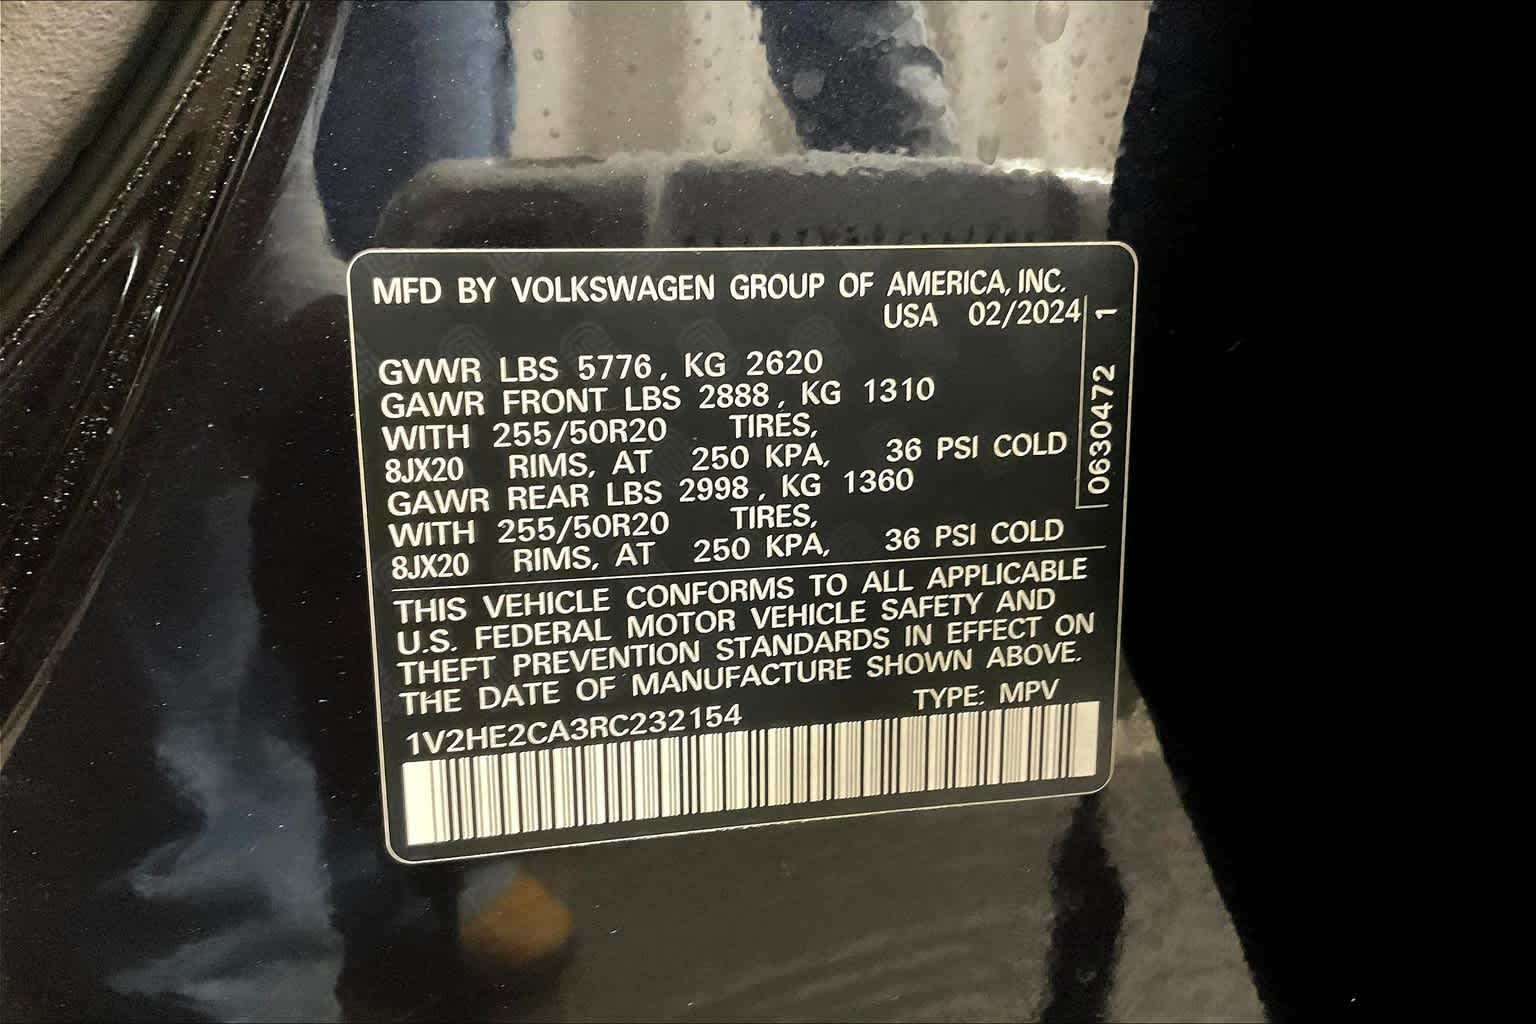 MFD BY VOLKSWAGEN GROUP OF AMERICA, INC.
USA 02/2024
GVWR LBS 5776, KG 2620
GAWR FRONT LBS 2888, KG 1310
WITH 255/50R20 TIRES,
8JX20 RIMS, AT 250 KPA, 36 PSI COLD
GAWR REAR LBS 2998, KG 1360
WITH 255/50R20 TIRES,
8JX20 RIMS, AT 250 KPA, 36 PSI COLD
THIS VEHICLE CONFORMS TO ALL APPLICABLE
U.S. FEDERAL MOTOR VEHICLE SAFETY AND
THEFT PREVENTION STANDARDS IN EFFECT ON
THE DATE OF MANUFACTURE SHOWN ABOVE.
TYPE: MPV
1V2HE2CA3RC232154
0630472 1